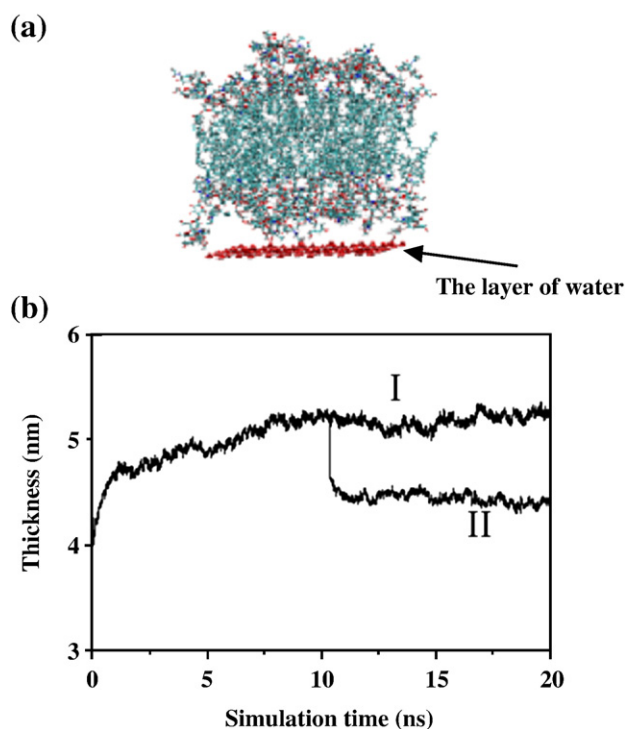 (a)
The layer of water
(b)
6
5
4
3
Thickness (nm)
I
II
0 5 10 15 20
Simulation time (ns)